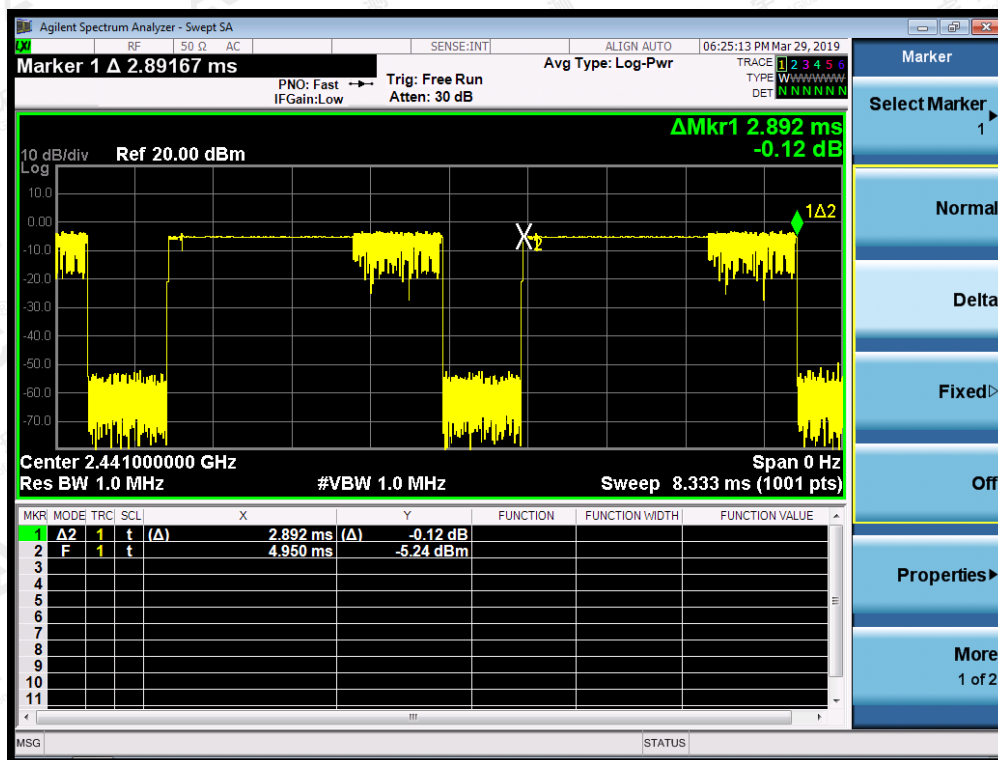 Agilent Spectrum Analyzer - Swept SA
LXI RF 50 Ω AC SENSE:INT ALIGN AUTO 06:25:13 PM Mar 29, 2019
Marker 1 Δ 2.89167 ms
PNO: Fast
IFGain:Low
Trig: Free Run
Atten: 30 dB
Avg Type: Log-Pwr
TRACE 1 2 3 4 5 6
TYPE WWWWWWW
DET N N N N N N
ΔMkr1 2.892 ms
-0.12 dB
10 dB/div Ref 20.00 dBm
Log
10.0
0.00
-10.0
-20.0
-30.0
-40.0
-50.0
-60.0
-70.0
1Δ2
2
Center 2.441000000 GHz Span 0 Hz
Res BW 1.0 MHz #VBW 1.0 MHz Sweep 8.333 ms (1001 pts)
MKR MODE TRC SCL X Y FUNCTION FUNCTION WIDTH FUNCTION VALUE
1 Δ2 1 t (Δ) 2.892 ms (Δ) -0.12 dB
2 F 1 t 4.950 ms -5.24 dBm
3
4
5
6
7
8
9
10
11
MSG STATUS
Marker
Select Marker
1
Normal
Delta
Fixed
Off
Properties
More
1 of 2